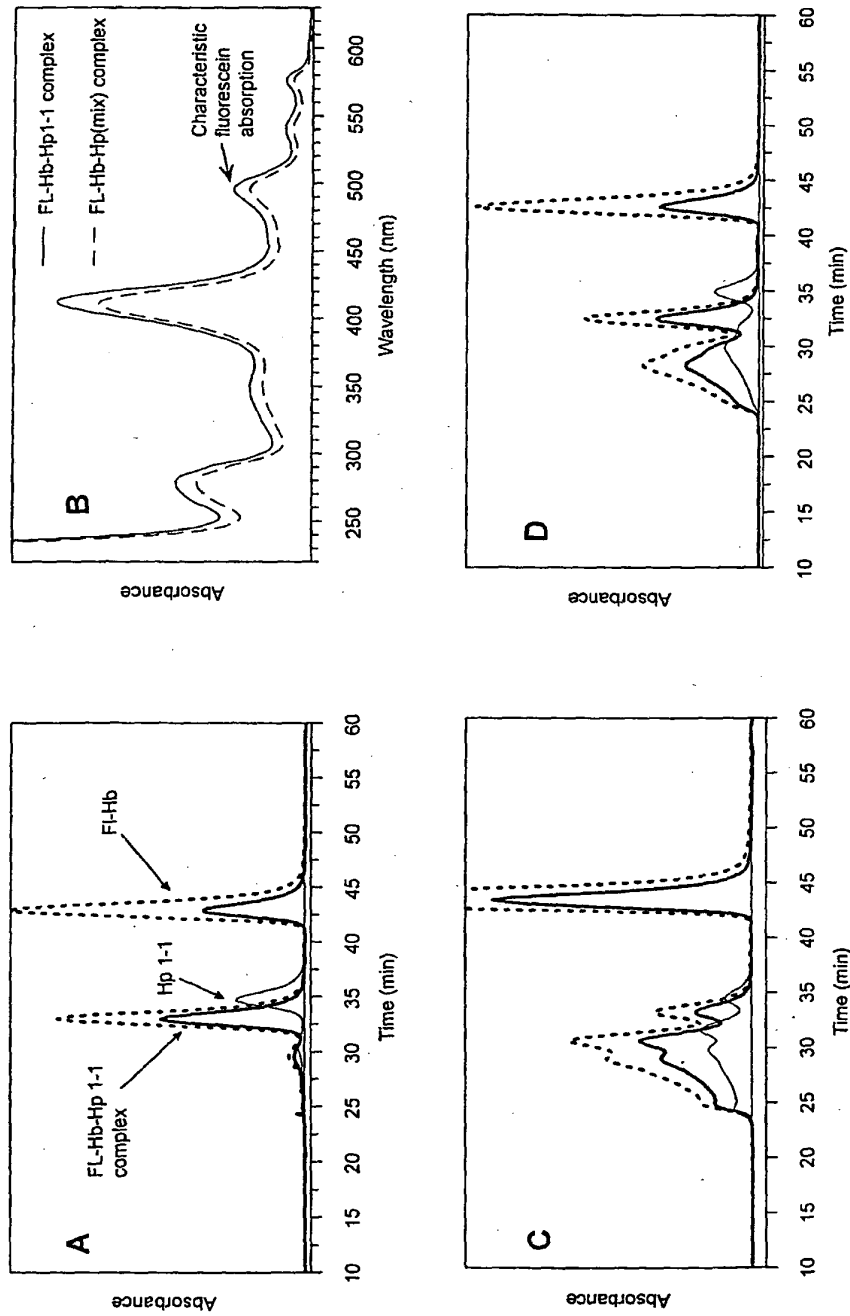 A
Fl-Hb
Hp 1-1
FL-Hb-Hp 1-1
complex
Absorbance
10 15 20 25 30 35 40 45 50 55 60
Time (min)
B
FL-Hb-Hp1-1 complex
FL-Hb-Hp(mix) complex
Characteristic
fluorescein
absorption
Absorbance
250 300 350 400 450 500 550 600
Wavelength (nm)
C
Absorbance
10 15 20 25 30 35 40 45 50 55 60
Time (min)
D
Absorbance
10 15 20 25 30 35 40 45 50 55 60
Time (min)